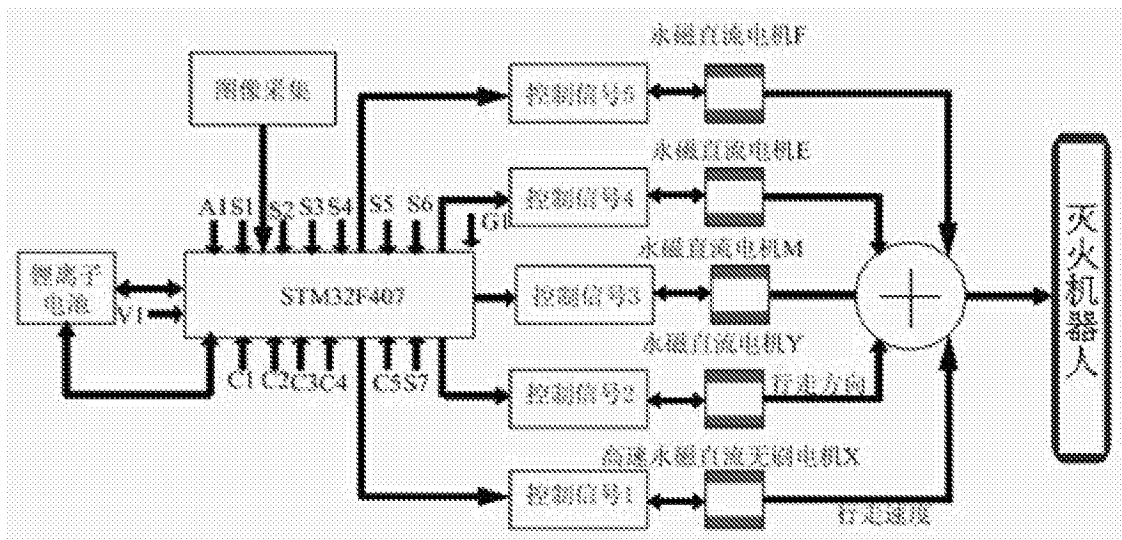 永磁直流电机F
图像采集
控制信号5
永磁直流电机E
控制信号4
A1 S1 S2 S3 S4 S5 S6 G1
永磁直流电机M
锂离子
电池
STM32F407
控制信号3
V1
永磁直流电机Y
C1 C2 C3 C4 C5 S7
控制信号2
行走方向
高速永磁直流无刷电机X
控制信号1
行走速度
灭火机器人